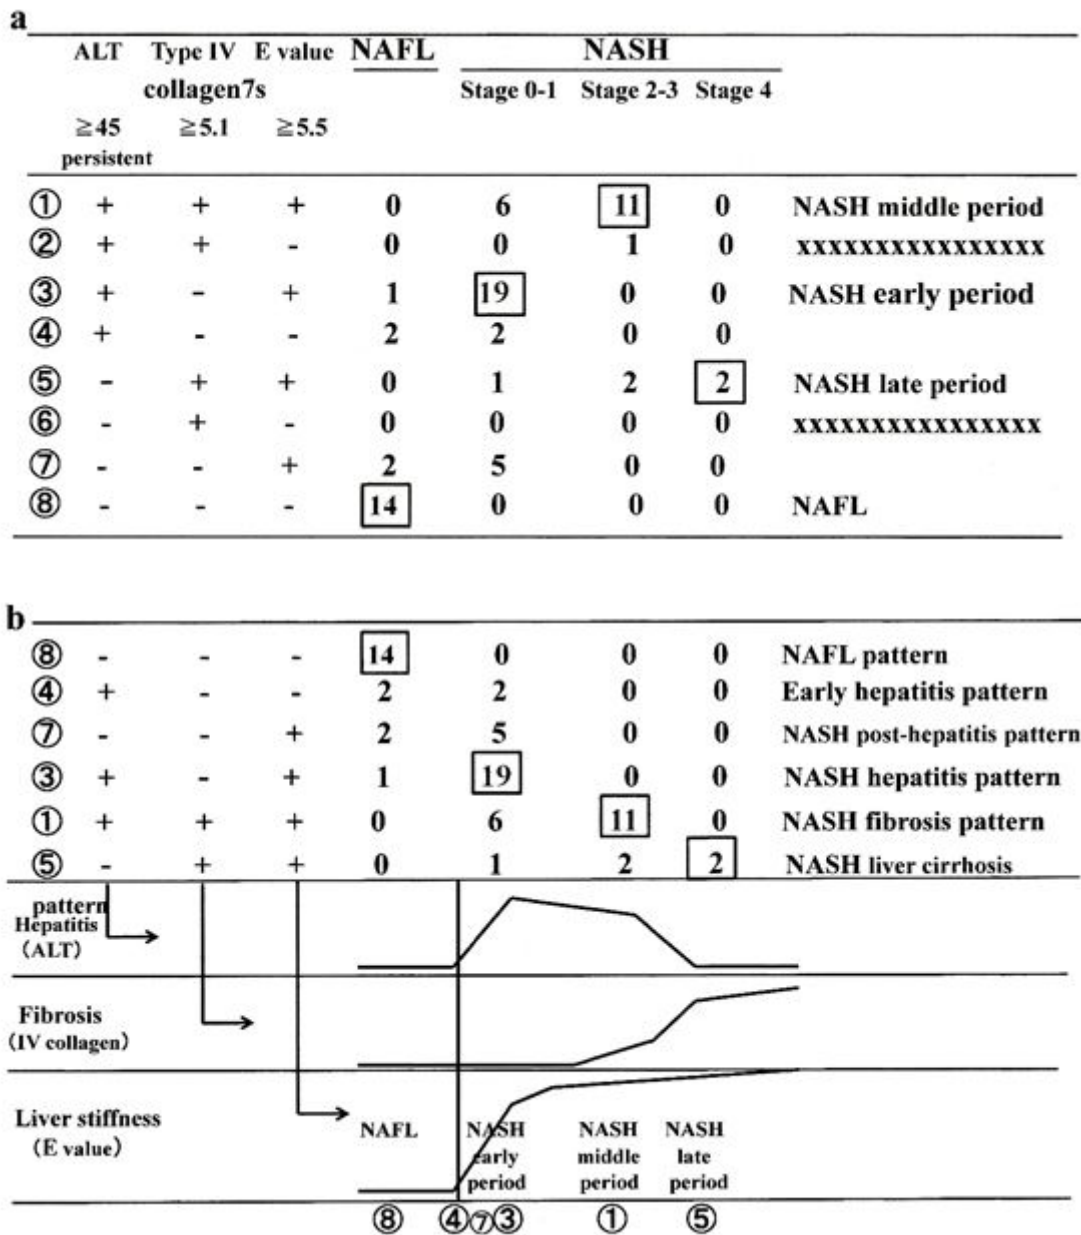 a
ALT Type IV E value NAFL NASH
collagen7s Stage 0-1 Stage 2-3 Stage 4
≧45 ≧5.1 ≧5.5
persistent
① + + + 0 6 11 0 NASH middle period
② + + - 0 0 1 0 xxxxxxxxxxxxxxxx
③ + - + 1 19 0 0 NASH early period
④ + - - 2 2 0 0
⑤ - + + 0 1 2 2 NASH late period
⑥ - + - 0 0 0 0 xxxxxxxxxxxxxxxx
⑦ - - + 2 5 0 0
⑧ - - - 14 0 0 0 NAFL
b
⑧ - - - 14 0 0 0 NAFL pattern
④ + - - 2 2 0 0 Early hepatitis pattern
⑦ - - + 2 5 0 0 NASH post-hepatitis pattern
③ + - + 1 19 0 0 NASH hepatitis pattern
① + + + 0 6 11 0 NASH fibrosis pattern
⑤ - + + 0 1 2 2 NASH liver cirrhosis
pattern
Hepatitis
(ALT)
Fibrosis
(IV collagen)
Liver stiffness
(E value)
NAFL NASH NASH NASH
early middle late
period period period
⑧ ④ ⑦ ③ ① ⑤